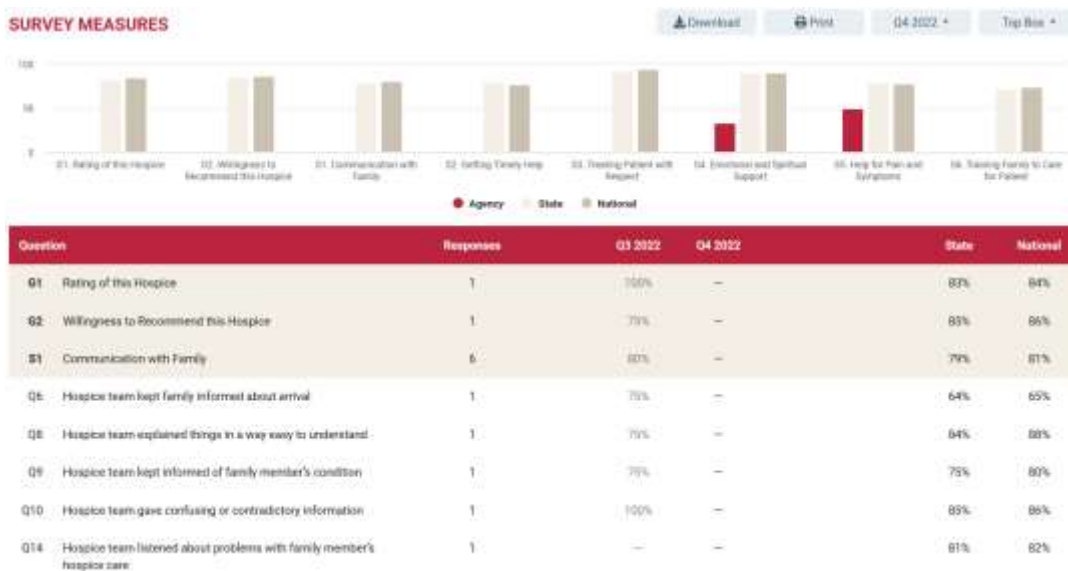 SURVEY MEASURES
Download
Print
Q4 2022
Top Box
100
50
0
G1. Rating of this Hospice
G2. Willingness to
Recommend this Hospice
S1. Communication with
Family
S2. Getting Timely Help
S3. Treating Patient with
Respect
S4. Emotional and Spiritual
Support
S5. Help for Pain and
Symptoms
S6. Training Family to Care
for Patient
Agency
State
National
Question Responses Q3 2022 Q4 2022 State National
G1 Rating of this Hospice 1 100% — 83% 84%
G2 Willingness to Recommend this Hospice 1 75% — 85% 86%
S1 Communication with Family 6 80% — 79% 81%
Q6 Hospice team kept family informed about arrival 1 75% — 64% 65%
Q8 Hospice team explained things in a way easy to understand 1 75% — 88%
Q9 Hospice team kept informed of family member's condition 1 75% — 75% 80%
Q10 Hospice team gave confusing or contradictory information 1 100% — 85% 86%
Q14 Hospice team listened about problems with family member's
hospice care 1 — — 81% 82%